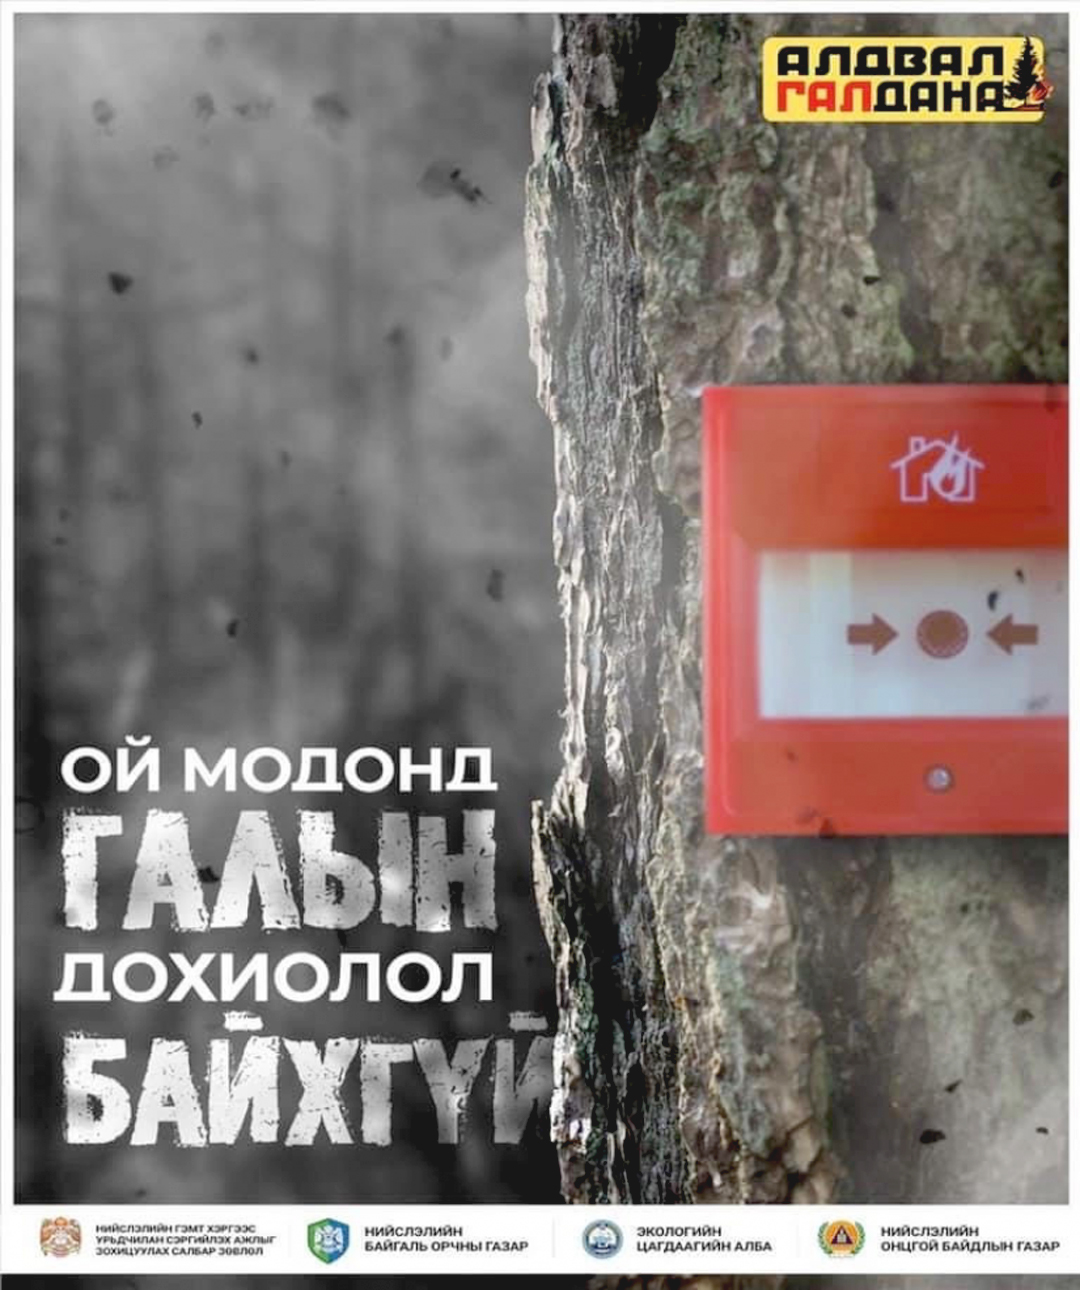 АЛДВАЛ
ГАЛДАНА
ОЙ МОДОНД
ГАЛЫН
ДОХИОЛОЛ
БАЙХГҮЙ
НИЙСЛЭЛИЙН ГЭМТ ХЭРГЭЭС
УРЬДЧИЛАН СЭРГИЙЛЭХ АЖЛЫГ
ЗОХИЦУУЛАХ САЛБАР ЗӨВЛӨЛ
НИЙСЛЭЛИЙН
БАЙГАЛЬ ОРЧНЫ ГАЗАР
ЭКОЛОГИЙН
ЦАГДААГИЙН АЛБА
НИЙСЛЭЛИЙН
ОНЦГОЙ БАЙДЛЫН ГАЗАР